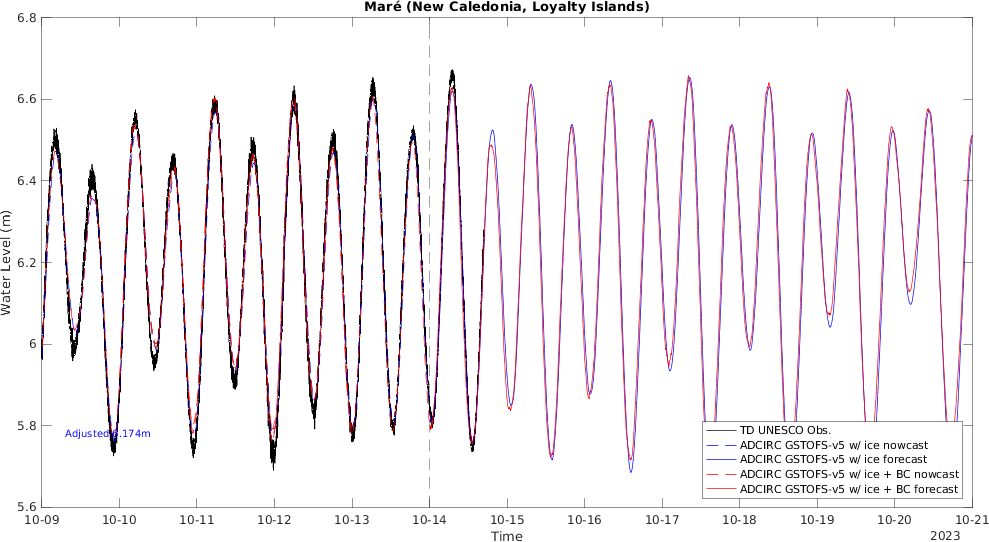 Maré (New Caledonia, Loyalty Islands)
6.8
6.6
6.4
6.2
6
5.8
5.6
Water Level (m)
Adjusted 6.174m
TD UNESCO Obs.
ADCIRC GSTOFS-v5 w/ ice nowcast
ADCIRC GSTOFS-v5 w/ ice forecast
ADCIRC GSTOFS-v5 w/ ice + BC nowcast
ADCIRC GSTOFS-v5 w/ ice + BC forecast
10-09 10-10 10-11 10-12 10-13 10-14 10-15 10-16 10-17 10-18 10-19 10-20 10-21
Time
2023